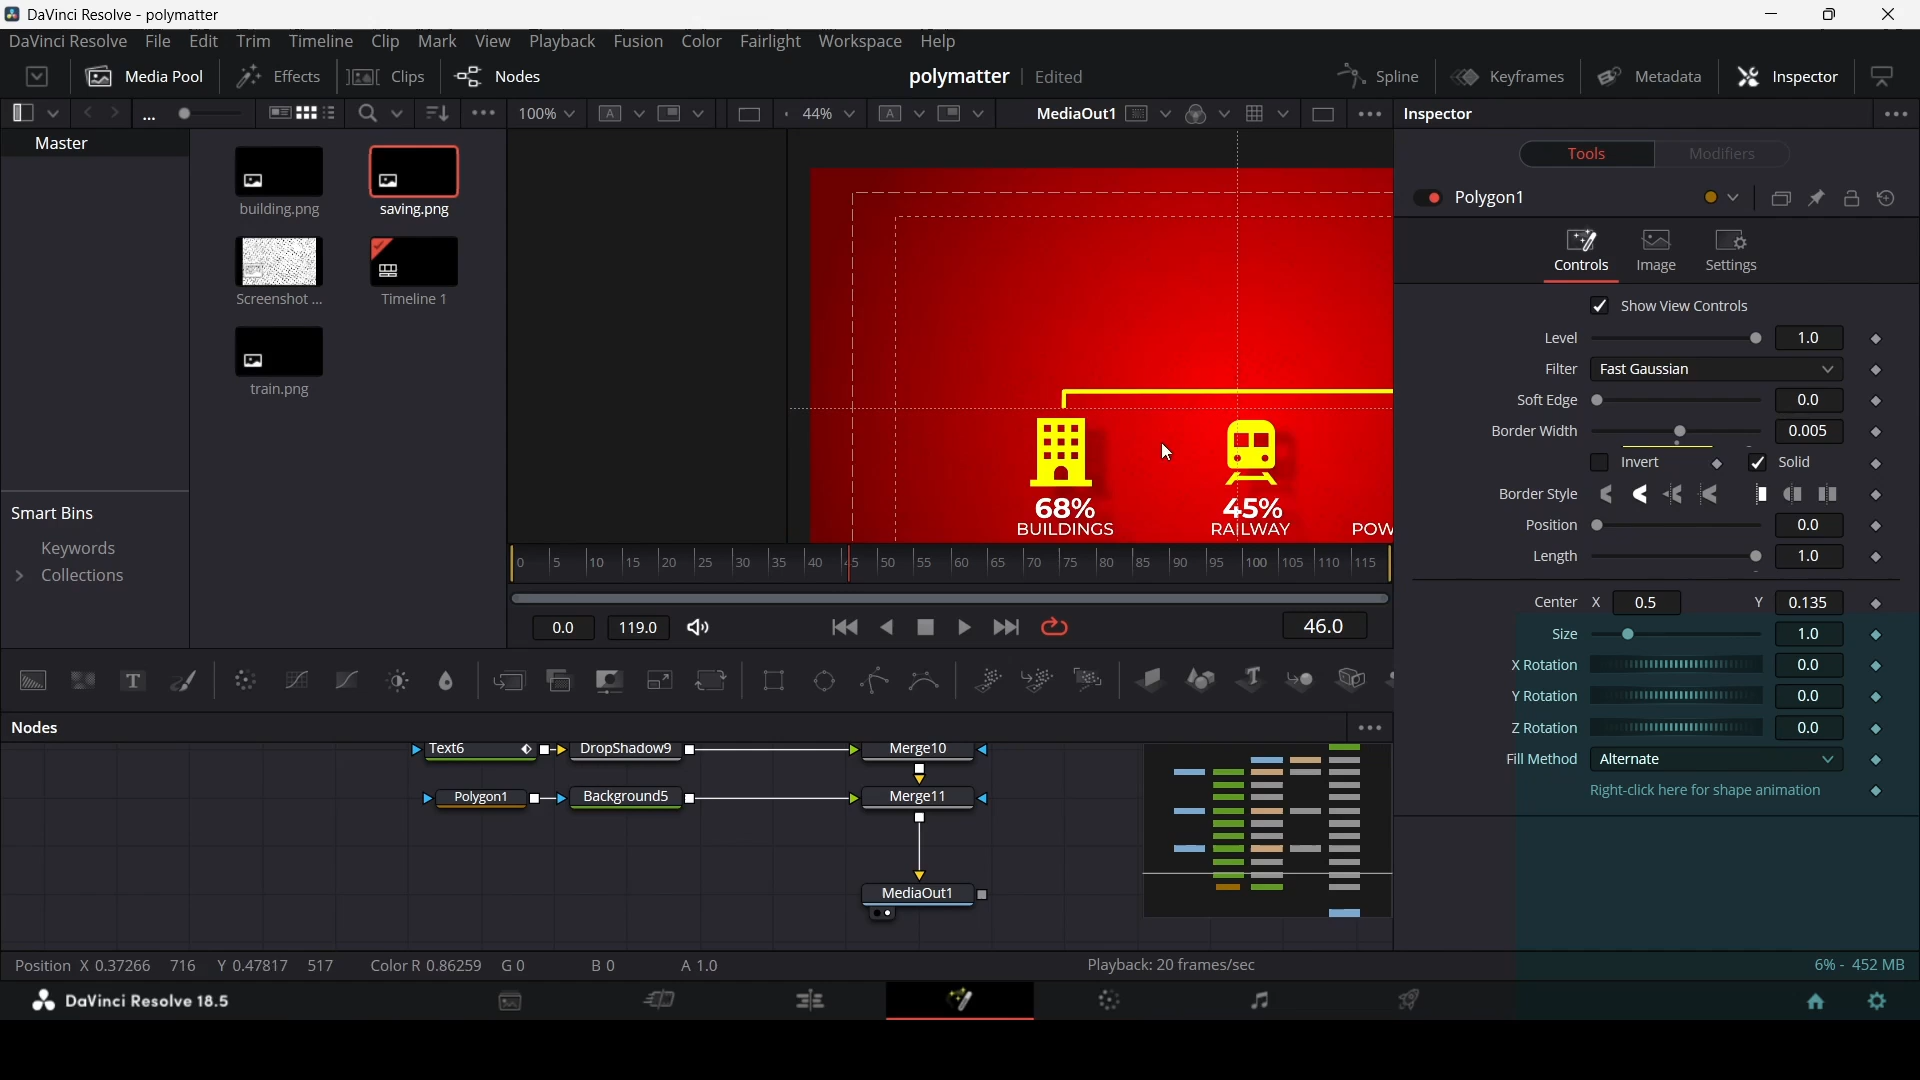 DaVinci Resolve - polymatter
DaVinci Resolve File Edit Trim Timeline Clip Mark View Playback Fusion Color Fairlight Workspace Help
Media Pool Effects Clips Nodes polymatter Edited Spline Keyframes Metadata Inspector
... 100% A 44% A MediaOut1 Inspector
Master
building.png
saving.png
Screenshot ...
Timeline 1
train.png
Smart Bins
Keywords
Collections
68%
BUILDINGS
45%
RAILWAY
POW
0 5 10 15 20 25 30 35 40 45 50 55 60 65 70 75 80 85 90 95 100 105 110 115
0.0 119.0 46.0
T T
Nodes
Text6 DropShadow9 Merge10
Polygon1 Background5 Merge11
MediaOut1
Tools Modifiers
Polygon1
Controls Image Settings
Show View Controls
Level 1.0
Filter Fast Gaussian
Soft Edge 0.0
Border Width 0.005
Invert Solid
Border Style
Position 0.0
Length 1.0
Center X 0.5 Y 0.135
Size 1.0
X Rotation 0.0
Y Rotation 0.0
Z Rotation 0.0
Fill Method Alternate
Right-click here for shape animation
Position X 0.37266 716 Y 0.47817 517 Color R 0.86259 G 0 B 0 A 1.0 Playback: 20 frames/sec 6% - 452 MB
DaVinci Resolve 18.5